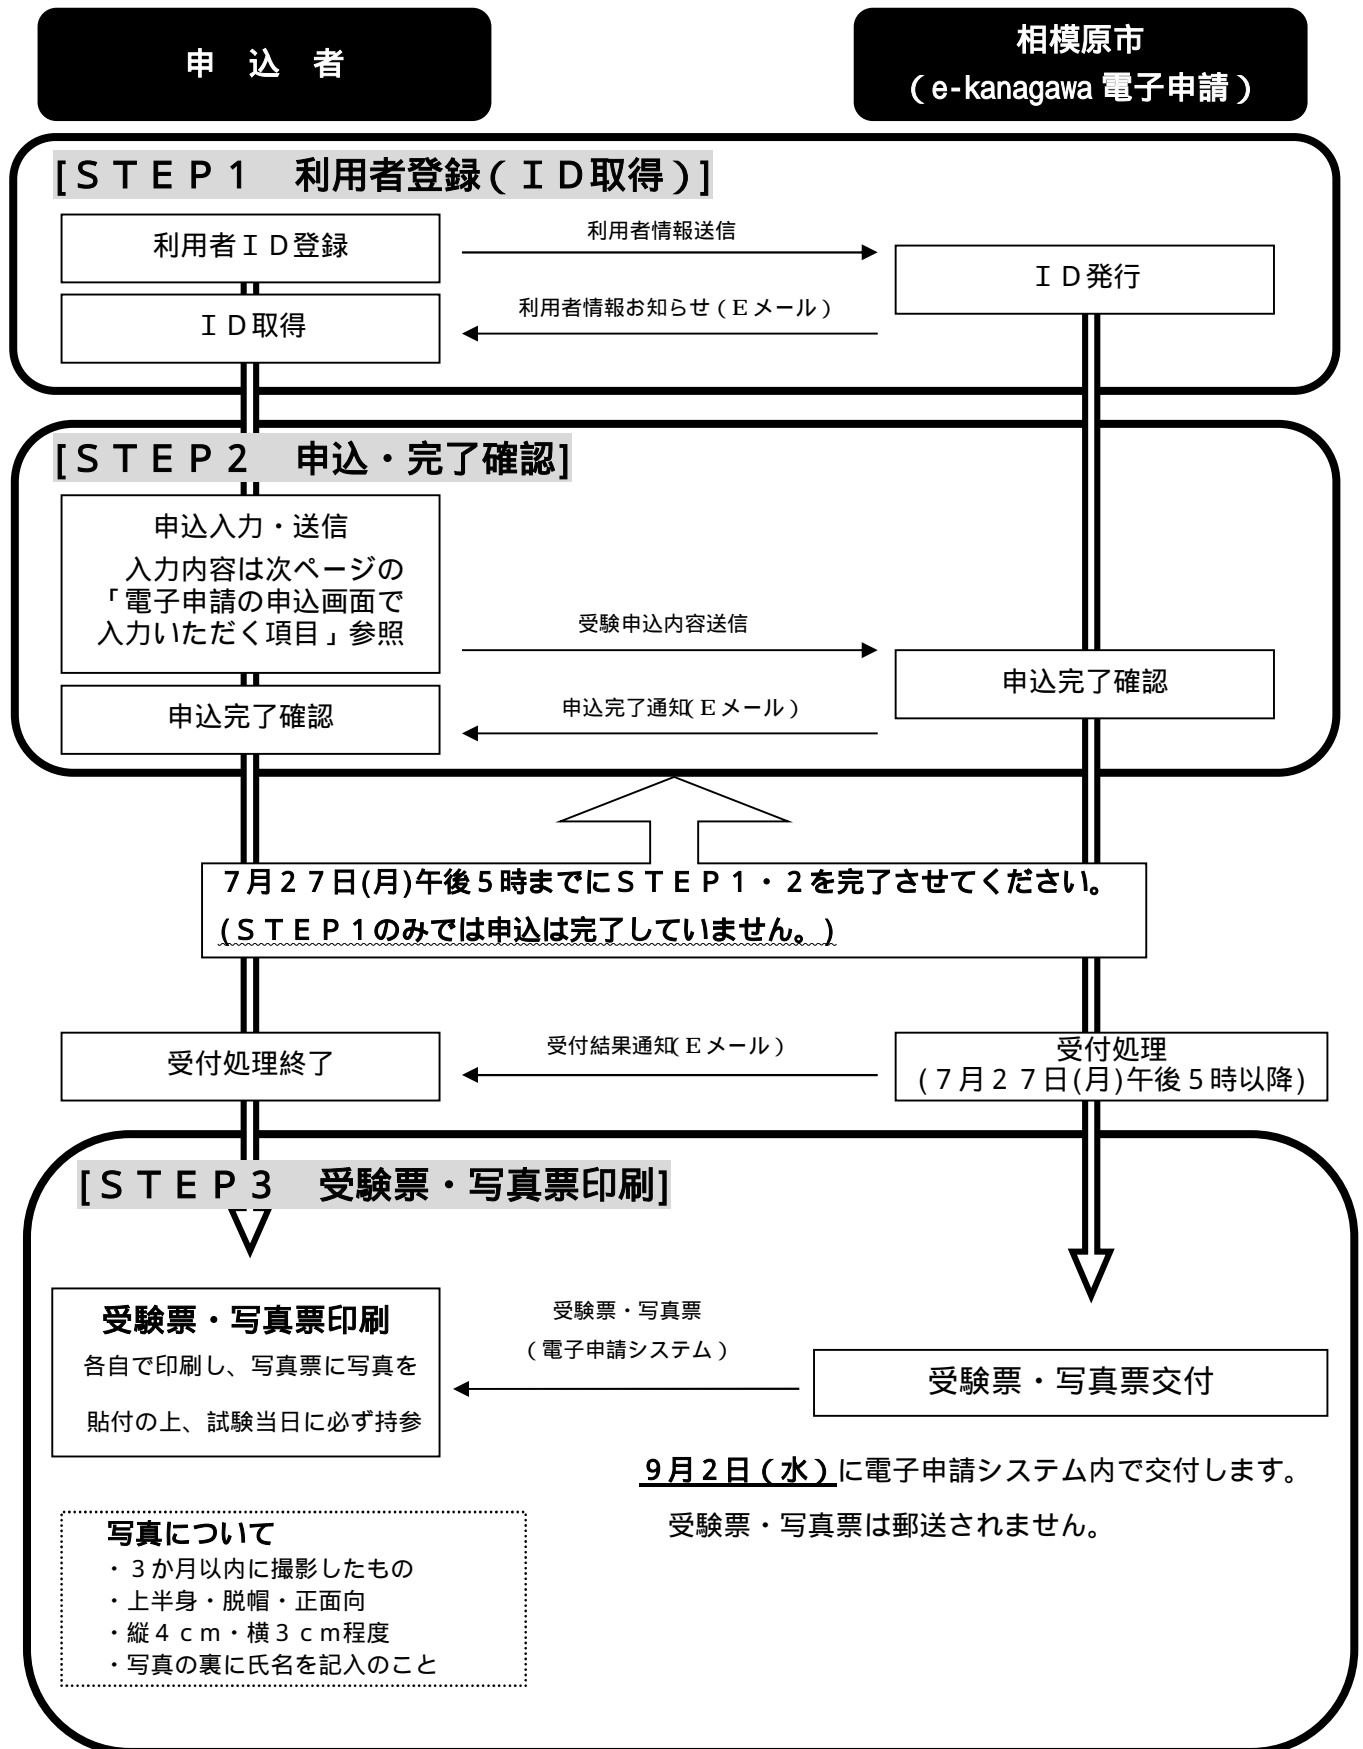 申　込　者
相模原市
（e-kanagawa 電子申請）
[ＳＴＥＰ１　利用者登録（ＩＤ取得）]
利用者ＩＤ登録
利用者情報送信
ＩＤ発行
利用者情報お知らせ（Ｅメール）
ＩＤ取得
[ＳＴＥＰ２　申込・完了確認]
申込入力・送信
入力内容は次ページの
「電子申請の申込画面で
入力いただく項目」参照
受験申込内容送信
申込完了確認
申込完了通知（Ｅメール）
申込完了確認
７月２７日(月)午後５時までにＳＴＥＰ１・２を完了させてください。
(ＳＴＥＰ１のみでは申込は完了していません。)
受付処理終了
受付結果通知（Ｅメール）
受付処理
(７月２７日(月)午後５時以降)
[ＳＴＥＰ３　受験票・写真票印刷]
受験票・写真票印刷
各自で印刷し、写真票に写真を
貼付の上、試験当日に必ず持参
受験票・写真票
（電子申請システム）
受験票・写真票交付
９月２日（水）に電子申請システム内で交付します。
受験票・写真票は郵送されません。
写真について
・３か月以内に撮影したもの
・上半身・脱帽・正面向
・縦４ｃｍ・横３ｃｍ程度
・写真の裏に氏名を記入のこと